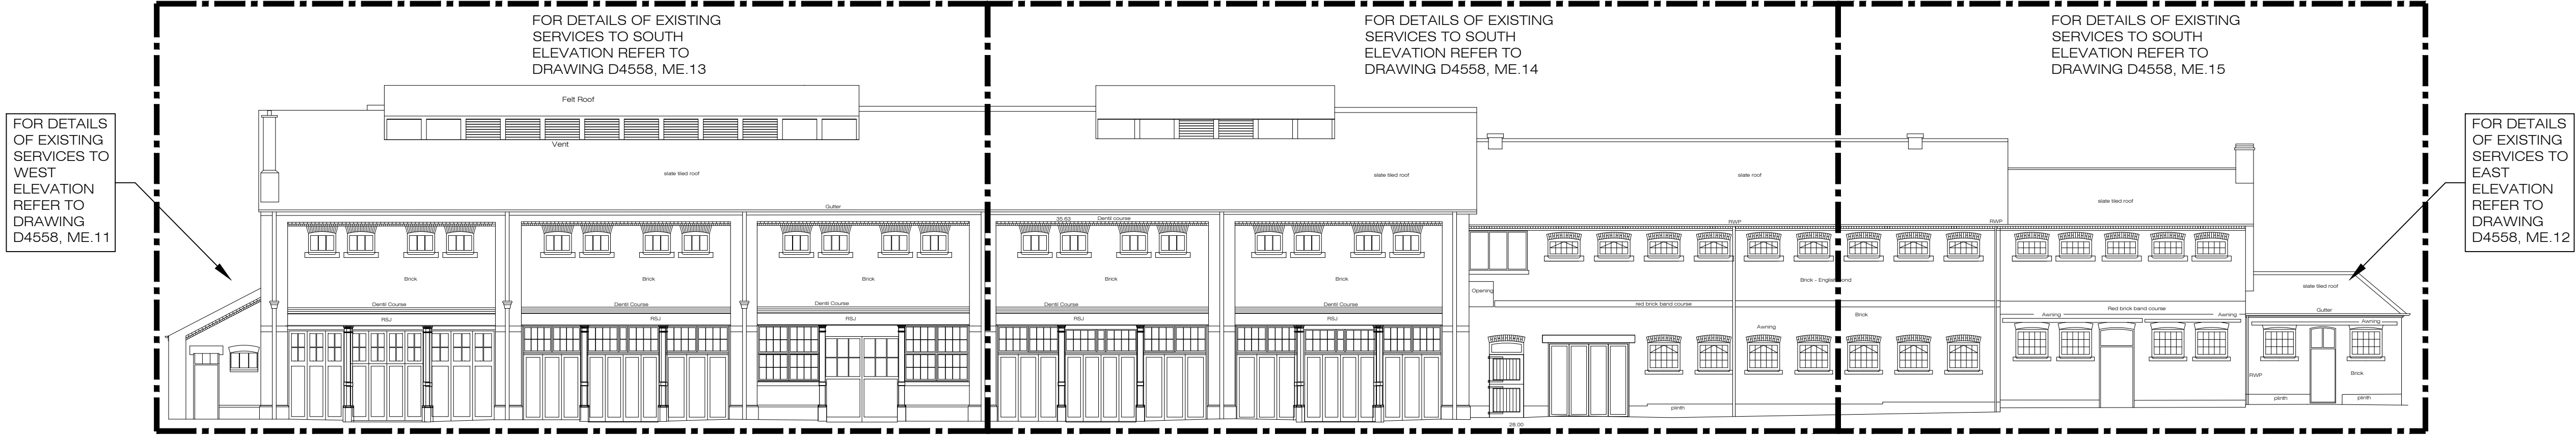 FOR DETAILS OF EXISTING
SERVICES TO SOUTH
ELEVATION REFER TO
DRAWING D4558, ME.13
FOR DETAILS OF EXISTING
SERVICES TO SOUTH
ELEVATION REFER TO
DRAWING D4558, ME.14
FOR DETAILS OF EXISTING
SERVICES TO SOUTH
ELEVATION REFER TO
DRAWING D4558, ME.15
FOR DETAILS
OF EXISTING
SERVICES TO
WEST
ELEVATION
REFER TO
DRAWING
D4558, ME.11
FOR DETAILS
OF EXISTING
SERVICES TO
EAST
ELEVATION
REFER TO
DRAWING
D4558, ME.12
Felt Roof
Vent
slate tiled roof
slate tiled roof
slate roof
slate tiled roof
Gutter
35.63
Dentil course
RWP
RWP
Brick
Brick
Brick
Brick
Brick
Brick - English bond
slate tiled roof
Opening
Dentil Course
Dentil Course
Dentil Course
Dentil Course
Dentil Course
red brick band course
Red brick band course
Gutter
RSJ
RSJ
RSJ
RSJ
RSJ
Brick
Awning
Awning
Awning
Awning
RWP
Brick
plinth
plinth
plinth
28.00